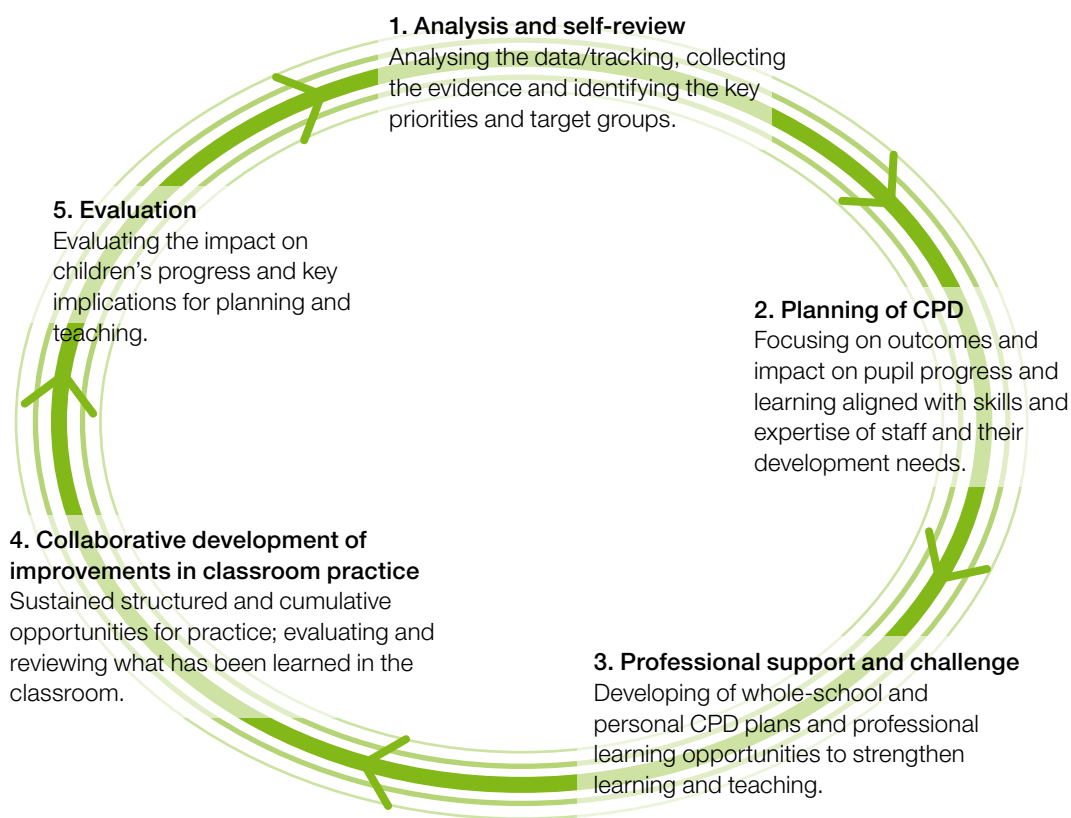 1. Analysis and self-review
Analysing the data/tracking, collecting
the evidence and identifying the key
priorities and target groups.
2. Planning of CPD
Focusing on outcomes and
impact on pupil progress and
learning aligned with skills and
expertise of staff and their
development needs.
3. Professional support and challenge
Developing of whole-school and
personal CPD plans and professional
learning opportunities to strengthen
learning and teaching.
4. Collaborative development of
improvements in classroom practice
Sustained structured and cumulative
opportunities for practice; evaluating and
reviewing what has been learned in the
classroom.
5. Evaluation
Evaluating the impact on
children’s progress and key
implications for planning and
teaching.